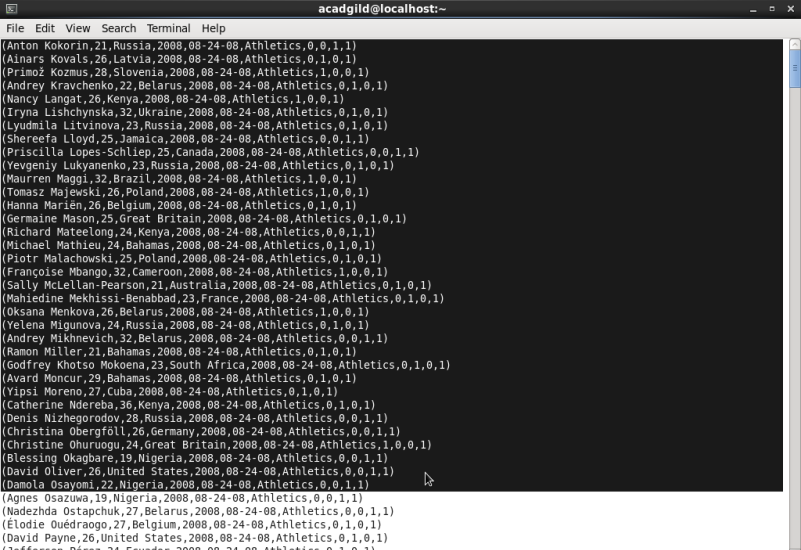 acadgild@localhost:~
File Edit View Search Terminal Help
(Anton Kokorin,21,Russia,2008,08-24-08,Athletics,0,0,1,1)
(Ainars Kovals,26,Latvia,2008,08-24-08,Athletics,0,1,0,1)
(Primož Kozmus,28,Slovenia,2008,08-24-08,Athletics,1,0,0,1)
(Andrey Kravchenko,22,Belarus,2008,08-24-08,Athletics,0,1,0,1)
(Nancy Langat,26,Kenya,2008,08-24-08,Athletics,1,0,0,1)
(Iryna Lishchynska,32,Ukraine,2008,08-24-08,Athletics,0,1,0,1)
(Lyudmila Litvinova,23,Russia,2008,08-24-08,Athletics,0,1,0,1)
(Shereefa Lloyd,25,Jamaica,2008,08-24-08,Athletics,0,0,1,1)
(Priscilla Lopes-Schliep,25,Canada,2008,08-24-08,Athletics,0,0,1,1)
(Yevgeniy Lukyanenko,23,Russia,2008,08-24-08,Athletics,0,1,0,1)
(Maurren Maggi,32,Brazil,2008,08-24-08,Athletics,1,0,0,1)
(Tomasz Majewski,26,Poland,2008,08-24-08,Athletics,1,0,0,1)
(Hanna Mariën,26,Belgium,2008,08-24-08,Athletics,0,1,0,1)
(Germaine Mason,25,Great Britain,2008,08-24-08,Athletics,0,1,0,1)
(Richard Mateelong,24,Kenya,2008,08-24-08,Athletics,0,0,1,1)
(Michael Mathieu,24,Bahamas,2008,08-24-08,Athletics,0,1,0,1)
(Piotr Malachowski,25,Poland,2008,08-24-08,Athletics,0,1,0,1)
(Françoise Mbango,32,Cameroon,2008,08-24-08,Athletics,1,0,0,1)
(Sally McLellan-Pearson,21,Australia,2008,08-24-08,Athletics,0,1,0,1)
(Mahiedine Mekhissi-Benabbad,23,France,2008,08-24-08,Athletics,0,1,0,1)
(Oksana Menkova,26,Belarus,2008,08-24-08,Athletics,1,0,0,1)
(Yelena Migunova,24,Russia,2008,08-24-08,Athletics,0,1,0,1)
(Andrey Mikhnevich,32,Belarus,2008,08-24-08,Athletics,0,0,1,1)
(Ramon Miller,21,Bahamas,2008,08-24-08,Athletics,0,1,0,1)
(Godfrey Khotso Mokoena,23,South Africa,2008,08-24-08,Athletics,0,1,0,1)
(Avard Moncur,29,Bahamas,2008,08-24-08,Athletics,0,1,0,1)
(Yipsi Moreno,27,Cuba,2008,08-24-08,Athletics,0,1,0,1)
(Catherine Ndereba,36,Kenya,2008,08-24-08,Athletics,0,1,0,1)
(Denis Nizhegorodov,28,Russia,2008,08-24-08,Athletics,0,0,1,1)
(Christina Obergföll,26,Germany,2008,08-24-08,Athletics,0,0,1,1)
(Christine Ohuruogu,24,Great Britain,2008,08-24-08,Athletics,1,0,0,1)
(Blessing Okagbare,19,Nigeria,2008,08-24-08,Athletics,0,0,1,1)
(David Oliver,26,United States,2008,08-24-08,Athletics,0,0,1,1)
(Damola Osayomi,22,Nigeria,2008,08-24-08,Athletics,0,0,1,1)
(Agnes Osazuwa,19,Nigeria,2008,08-24-08,Athletics,0,0,1,1)
(Nadezhda Ostapchuk,27,Belarus,2008,08-24-08,Athletics,0,0,1,1)
(Élodie Ouédraogo,27,Belgium,2008,08-24-08,Athletics,0,1,0,1)
(David Payne,26,United States,2008,08-24-08,Athletics,0,1,0,1)
(Jefferson Pérez,34,Ecuador,2008,08-24-08,Athletics,0,1,0,1)